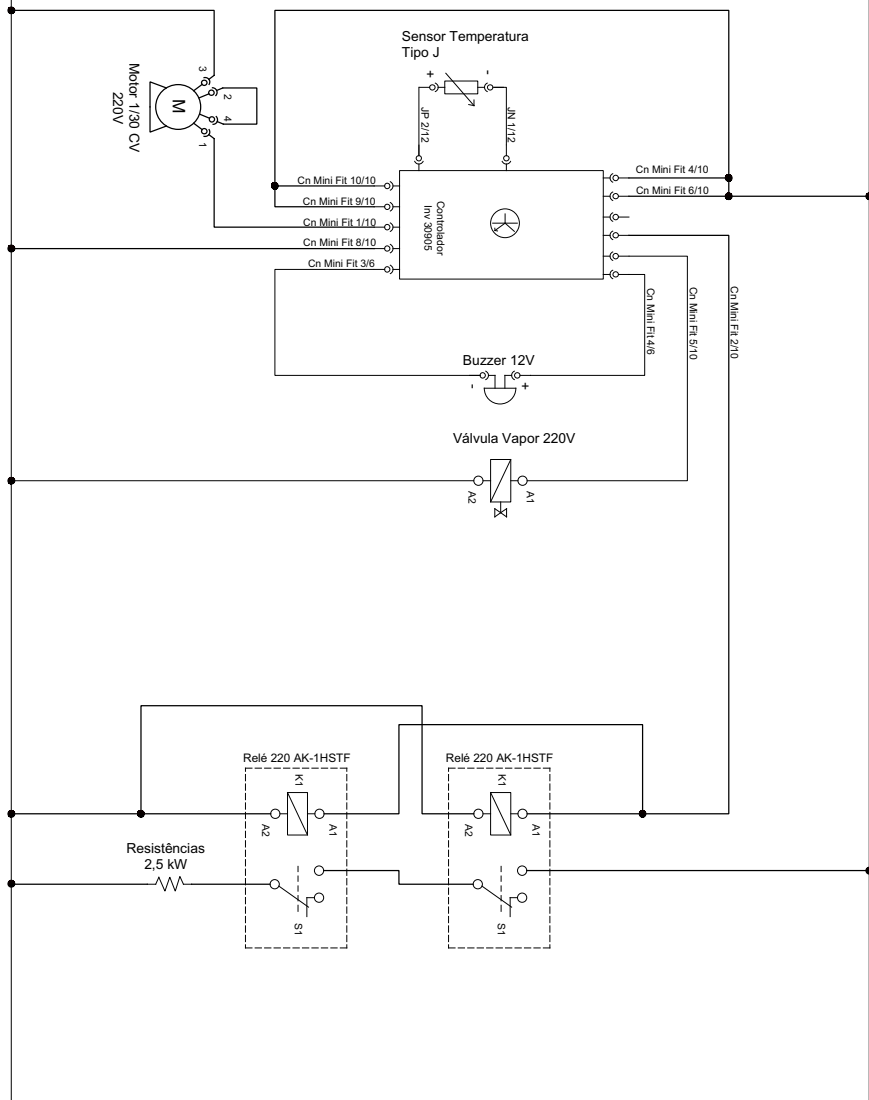 Sensor Temperatura
Tipo J
+
-
JP 2/12
JN 1/12
Motor 1/30 CV
220V
M
3
2
4
1
Cn Mini Fit 10/10
Cn Mini Fit 9/10
Cn Mini Fit 1/10
Cn Mini Fit 8/10
Cn Mini Fit 3/6
Controlador
Inv 30905
Cn Mini Fit 4/10
Cn Mini Fit 6/10
Cn Mini Fit 4/6
Cn Mini Fit 5/10
Cn Mini Fit 2/10
Buzzer 12V
-
+
Válvula Vapor 220V
A2
A1
Relé 220 AK-1HSTF
K1
A2
A1
S1
Relé 220 AK-1HSTF
K1
A2
A1
S1
Resistências
2,5 kW